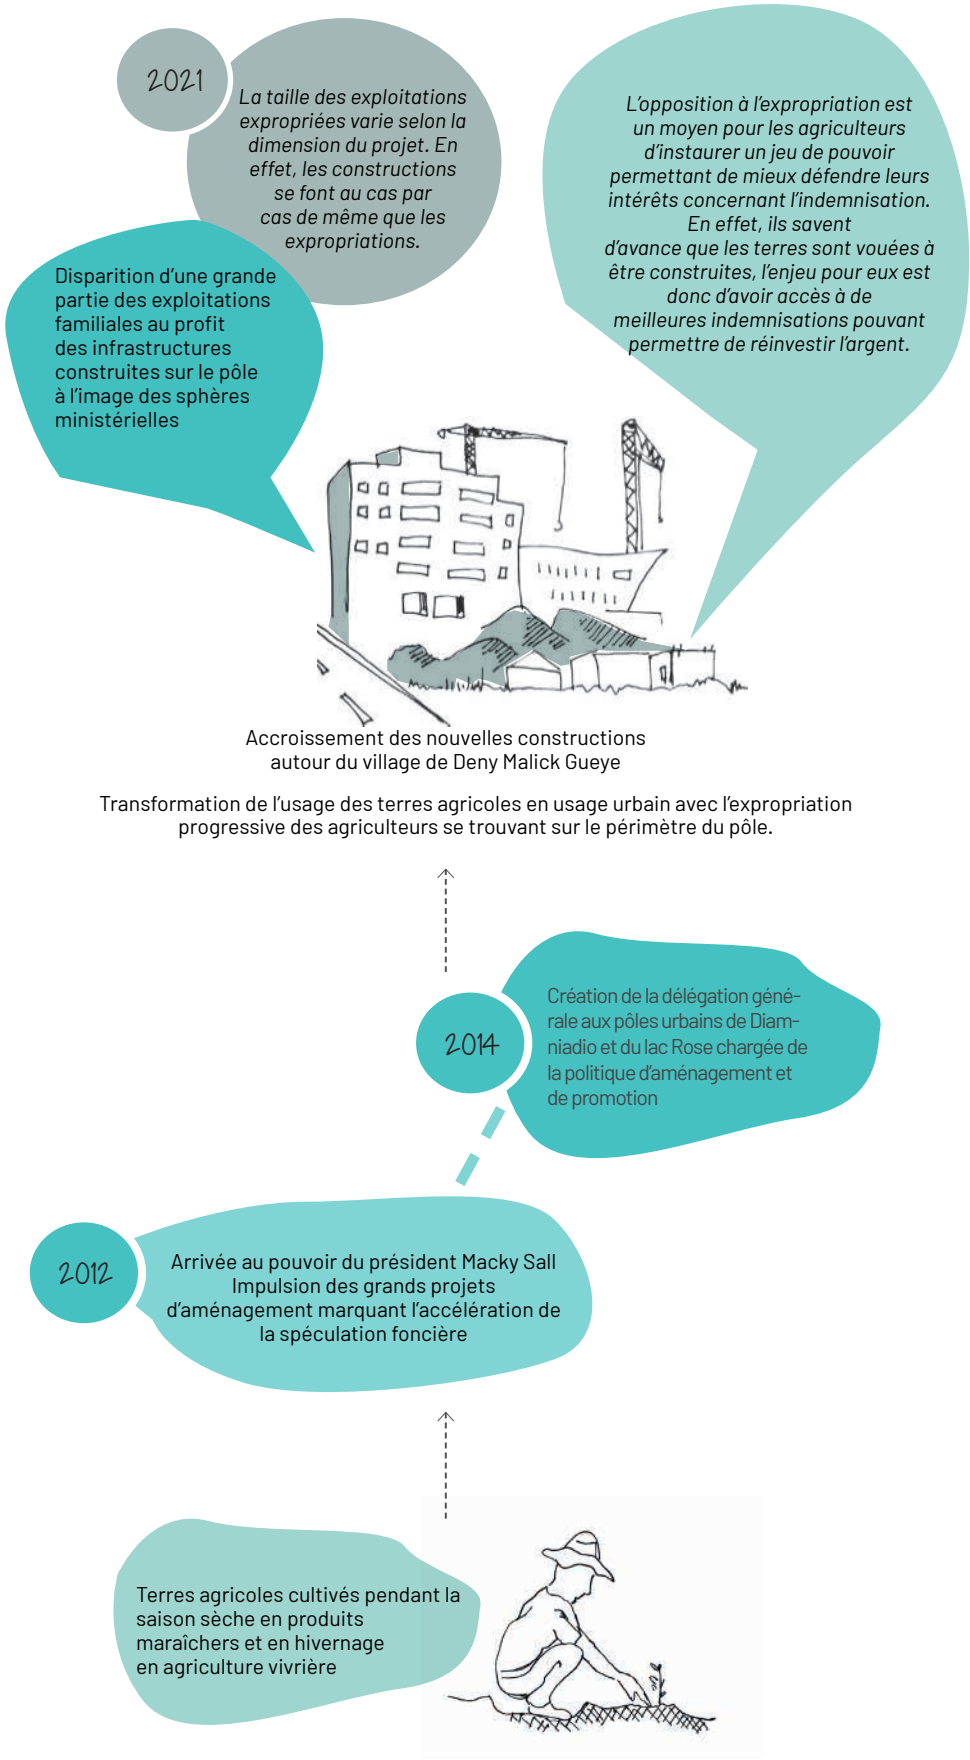 2021
La taille des exploitations
expropriées varie selon la
dimension du projet. En
effet, les constructions
se font au cas par
cas de même que les
expropriations.
L'opposition à l'expropriation est
un moyen pour les agriculteurs
d'instaurer un jeu de pouvoir
permettant de mieux défendre leurs
intérêts concernant l'indemnisation.
En effet, ils savent
d'avance que les terres sont vouées à
être construites, l'enjeu pour eux est
donc d'avoir accès à de
meilleures indemnisations pouvant
permettre de réinvestir l'argent.
Disparition d'une grande
partie des exploitations
familiales au profit
des infrastructures
construites sur le pôle
à l'image des sphères
ministérielles
Accroissement des nouvelles constructions
autour du village de Deny Malick Gueye
Transformation de l'usage des terres agricoles en usage urbain avec l'expropriation
progressive des agriculteurs se trouvant sur le périmètre du pôle.
2014
Création de la délégation géné-
rale aux pôles urbains de Diam-
niadio et du lac Rose chargée de
la politique d'aménagement et
de promotion
2012
Arrivée au pouvoir du président Macky Sall
Impulsion des grands projets
d'aménagement marquant l'accélération de
la spéculation foncière
Terres agricoles cultivés pendant la
saison sèche en produits
maraîchers et en hivernage
en agriculture vivrière